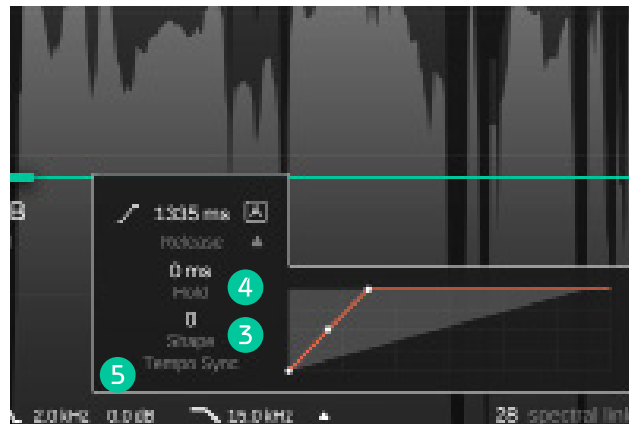 B
1335 ms A
Release
0 ms
Hold 4
0
Shape 3
Tempo Sync
5
2.0 kHz 0.0 dB 15.0 kHz 28 spectral link